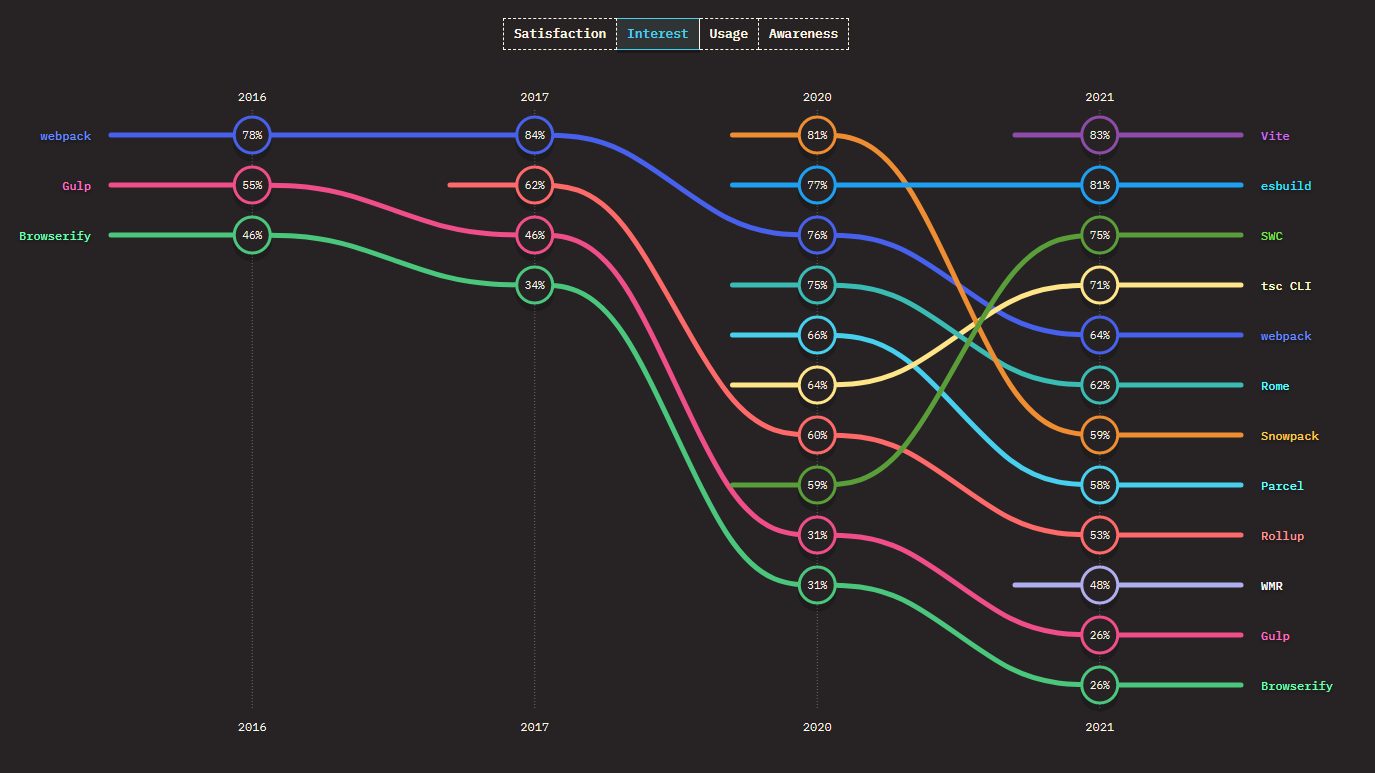 Satisfaction Interest Usage Awareness
2016 2017 2020 2021
webpack 78% 84% 81% 83% Vite
Gulp 55% 62% 77% 81% esbuild
Browserify 46% 46% 76% 75% SWC
34% 75% 71% tsc CLI
66% 64% webpack
64% 62% Rome
60% 59% Snowpack
59% 58% Parcel
31% 53% Rollup
31% 48% WMR
26% Gulp
26% Browserify
2016 2017 2020 2021